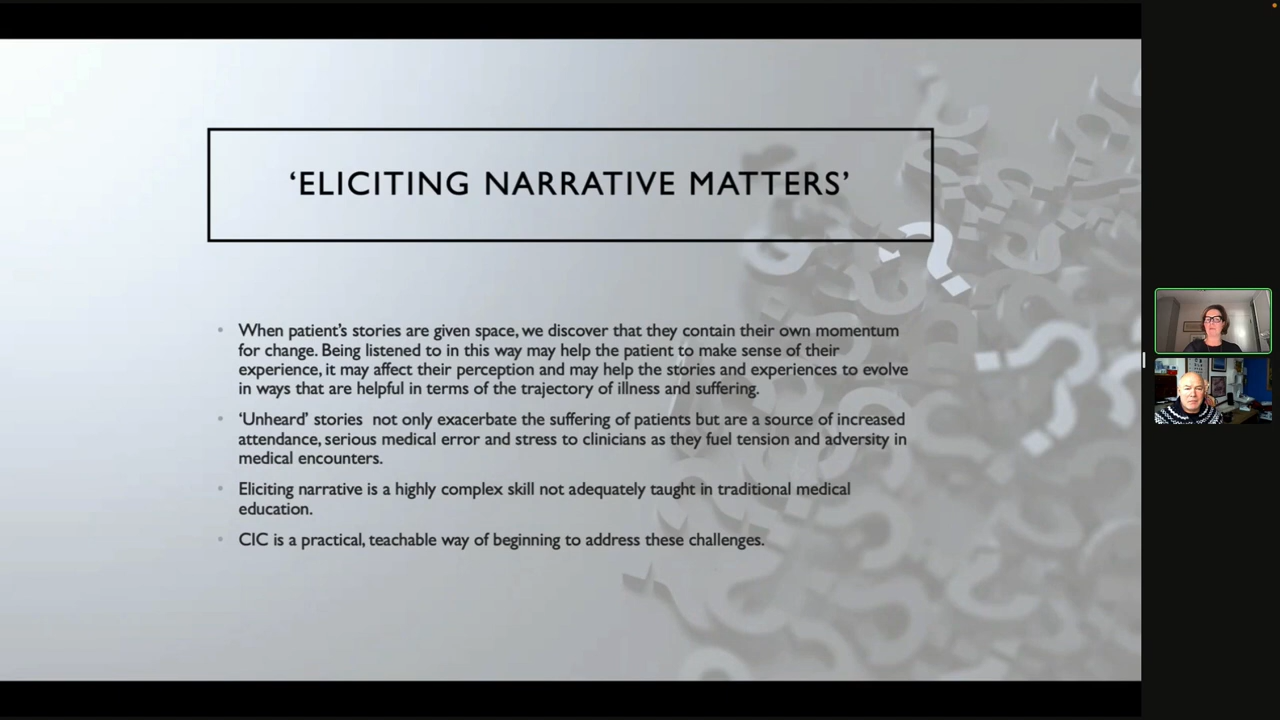 ‘ELICITING NARRATIVE MATTERS’
When patient’s stories are given space, we discover that they contain their own momentum
for change. Being listened to in this way may help the patient to make sense of their
experience, it may affect their perception and may help the stories and experiences to evolve
in ways that are helpful in terms of the trajectory of illness and suffering.
‘Unheard’ stories not only exacerbate the suffering of patients but are a source of increased
attendance, serious medical error and stress to clinicians as they fuel tension and adversity in
medical encounters.
Eliciting narrative is a highly complex skill not adequately taught in traditional medical
education.
CIC is a practical, teachable way of beginning to address these challenges.